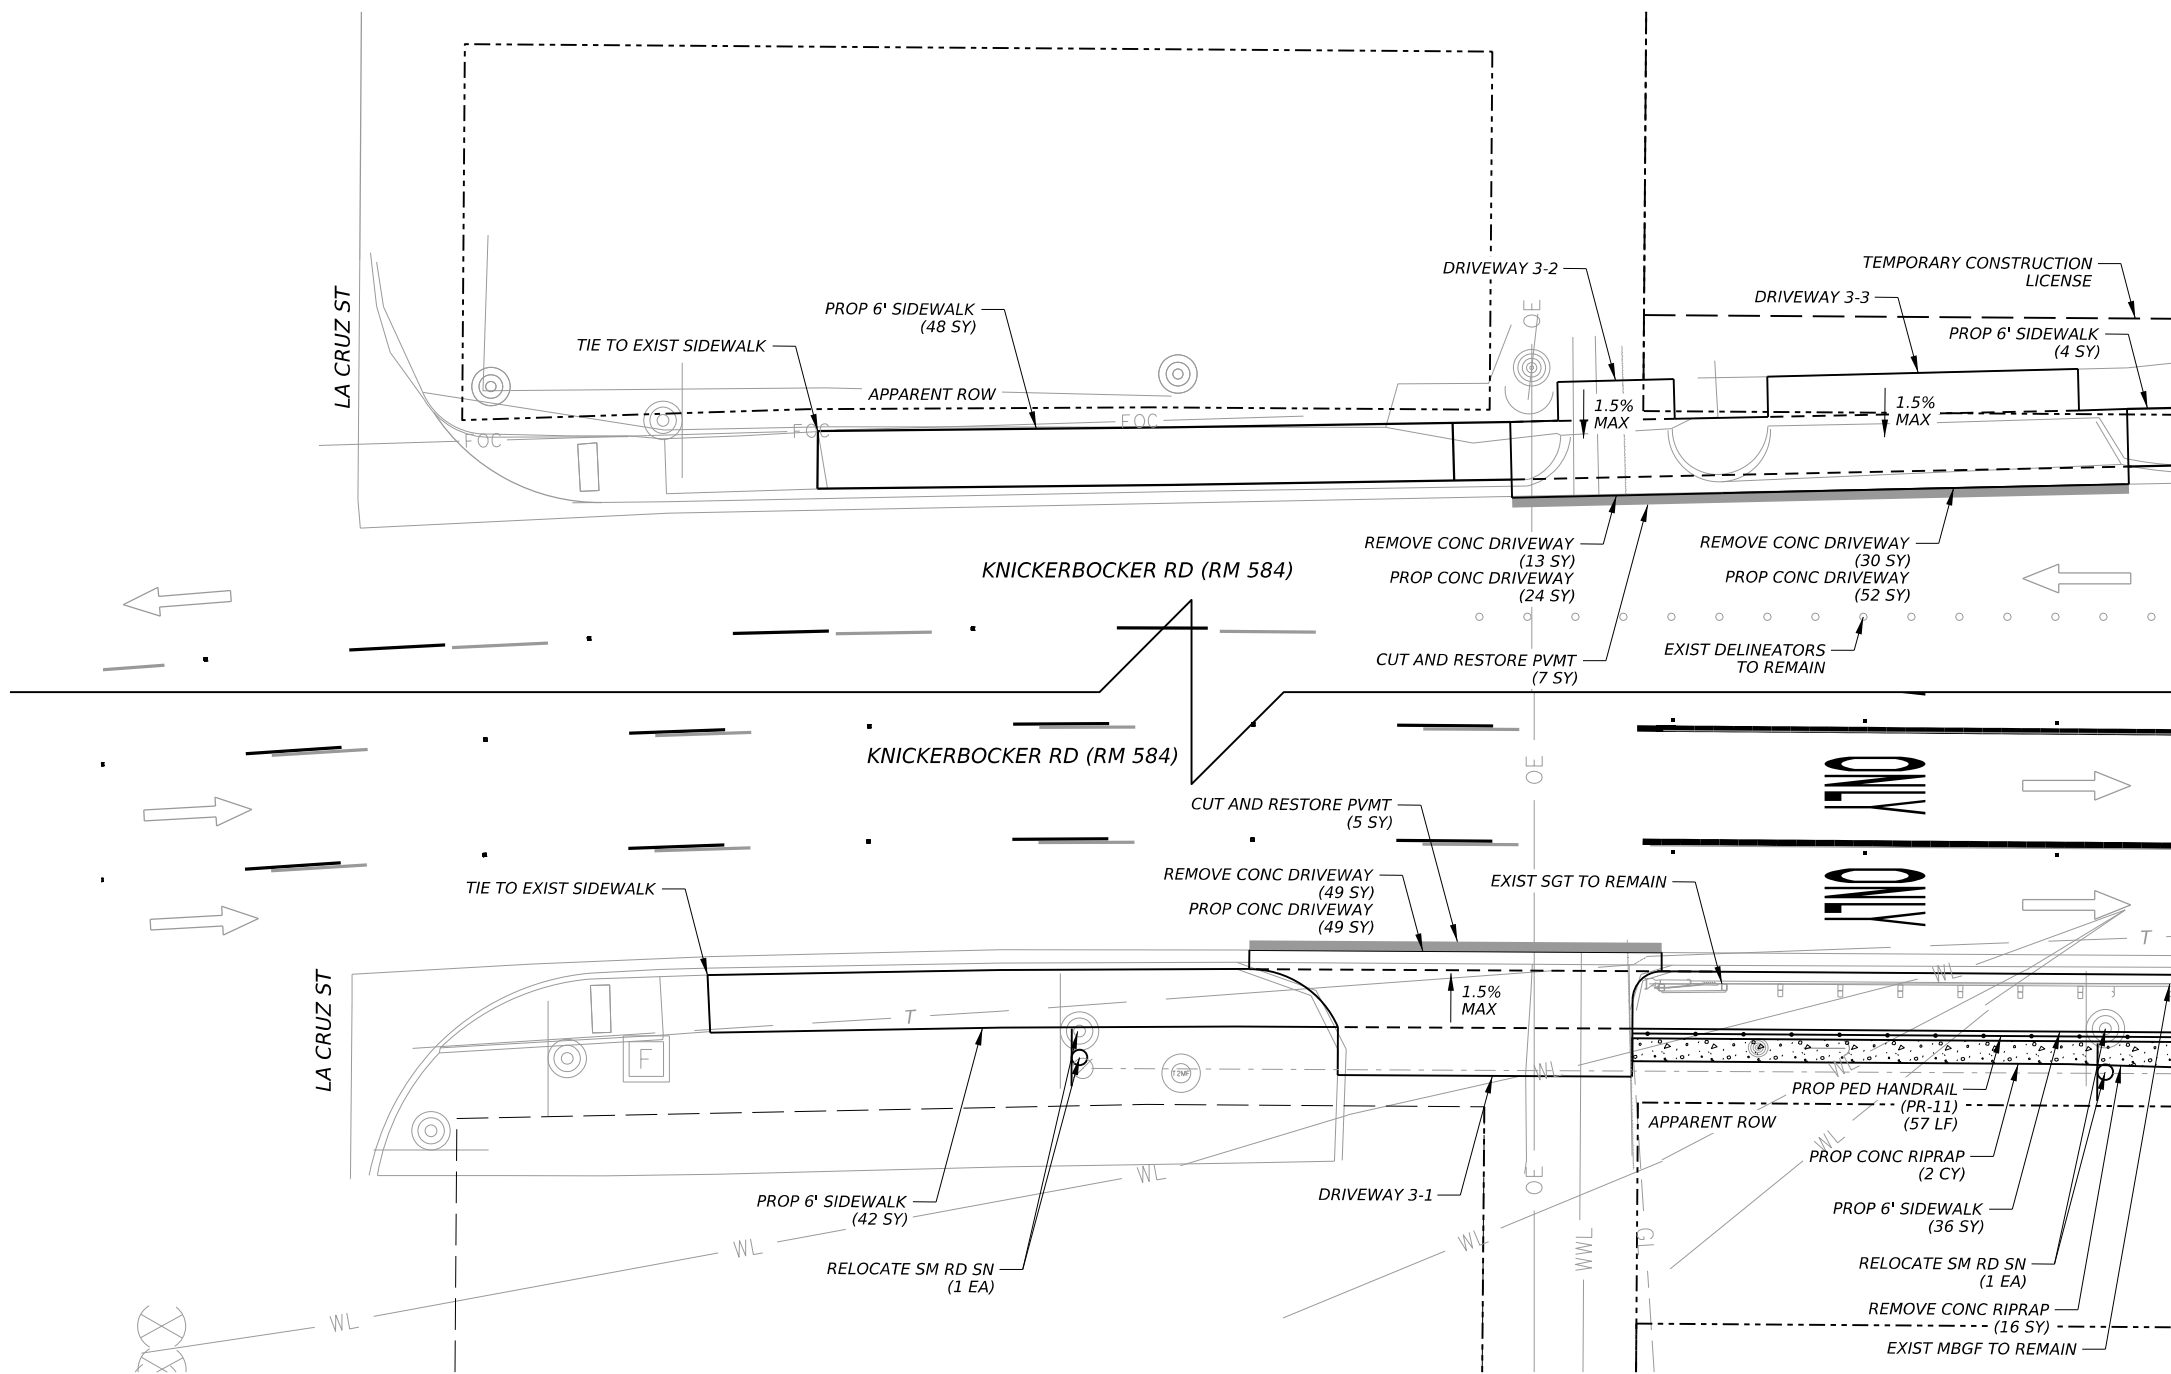 LA CRUZ ST
TIE TO EXIST SIDEWALK
PROP 6' SIDEWALK
(48 SY)
APPARENT ROW
FOC
FOC
FOC
OE
DRIVEWAY 3-2
1.5%
MAX
DRIVEWAY 3-3
1.5%
MAX
TEMPORARY CONSTRUCTION
LICENSE
PROP 6' SIDEWALK
(4 SY)
REMOVE CONC DRIVEWAY
(13 SY)
PROP CONC DRIVEWAY
(24 SY)
REMOVE CONC DRIVEWAY
(30 SY)
PROP CONC DRIVEWAY
(52 SY)
KNICKERBOCKER RD (RM 584)
CUT AND RESTORE PVMT
(7 SY)
EXIST DELINEATORS
TO REMAIN
KNICKERBOCKER RD (RM 584)
OE
ONLY
CUT AND RESTORE PVMT
(5 SY)
REMOVE CONC DRIVEWAY
(49 SY)
PROP CONC DRIVEWAY
(49 SY)
EXIST SGT TO REMAIN
ONLY
TIE TO EXIST SIDEWALK
T
WL
LA CRUZ ST
1.5%
MAX
T
F
T2MF
WL
WL
PROP PED HANDRAIL
(PR-11)
(57 LF)
APPARENT ROW
WL
PROP CONC RIPRAP
(2 CY)
WL
OE
DRIVEWAY 3-1
PROP 6' SIDEWALK
(42 SY)
PROP 6' SIDEWALK
(36 SY)
WL
WL
WWL
GL
RELOCATE SM RD SN
(1 EA)
RELOCATE SM RD SN
(1 EA)
WL
REMOVE CONC RIPRAP
(16 SY)
EXIST MBGF TO REMAIN